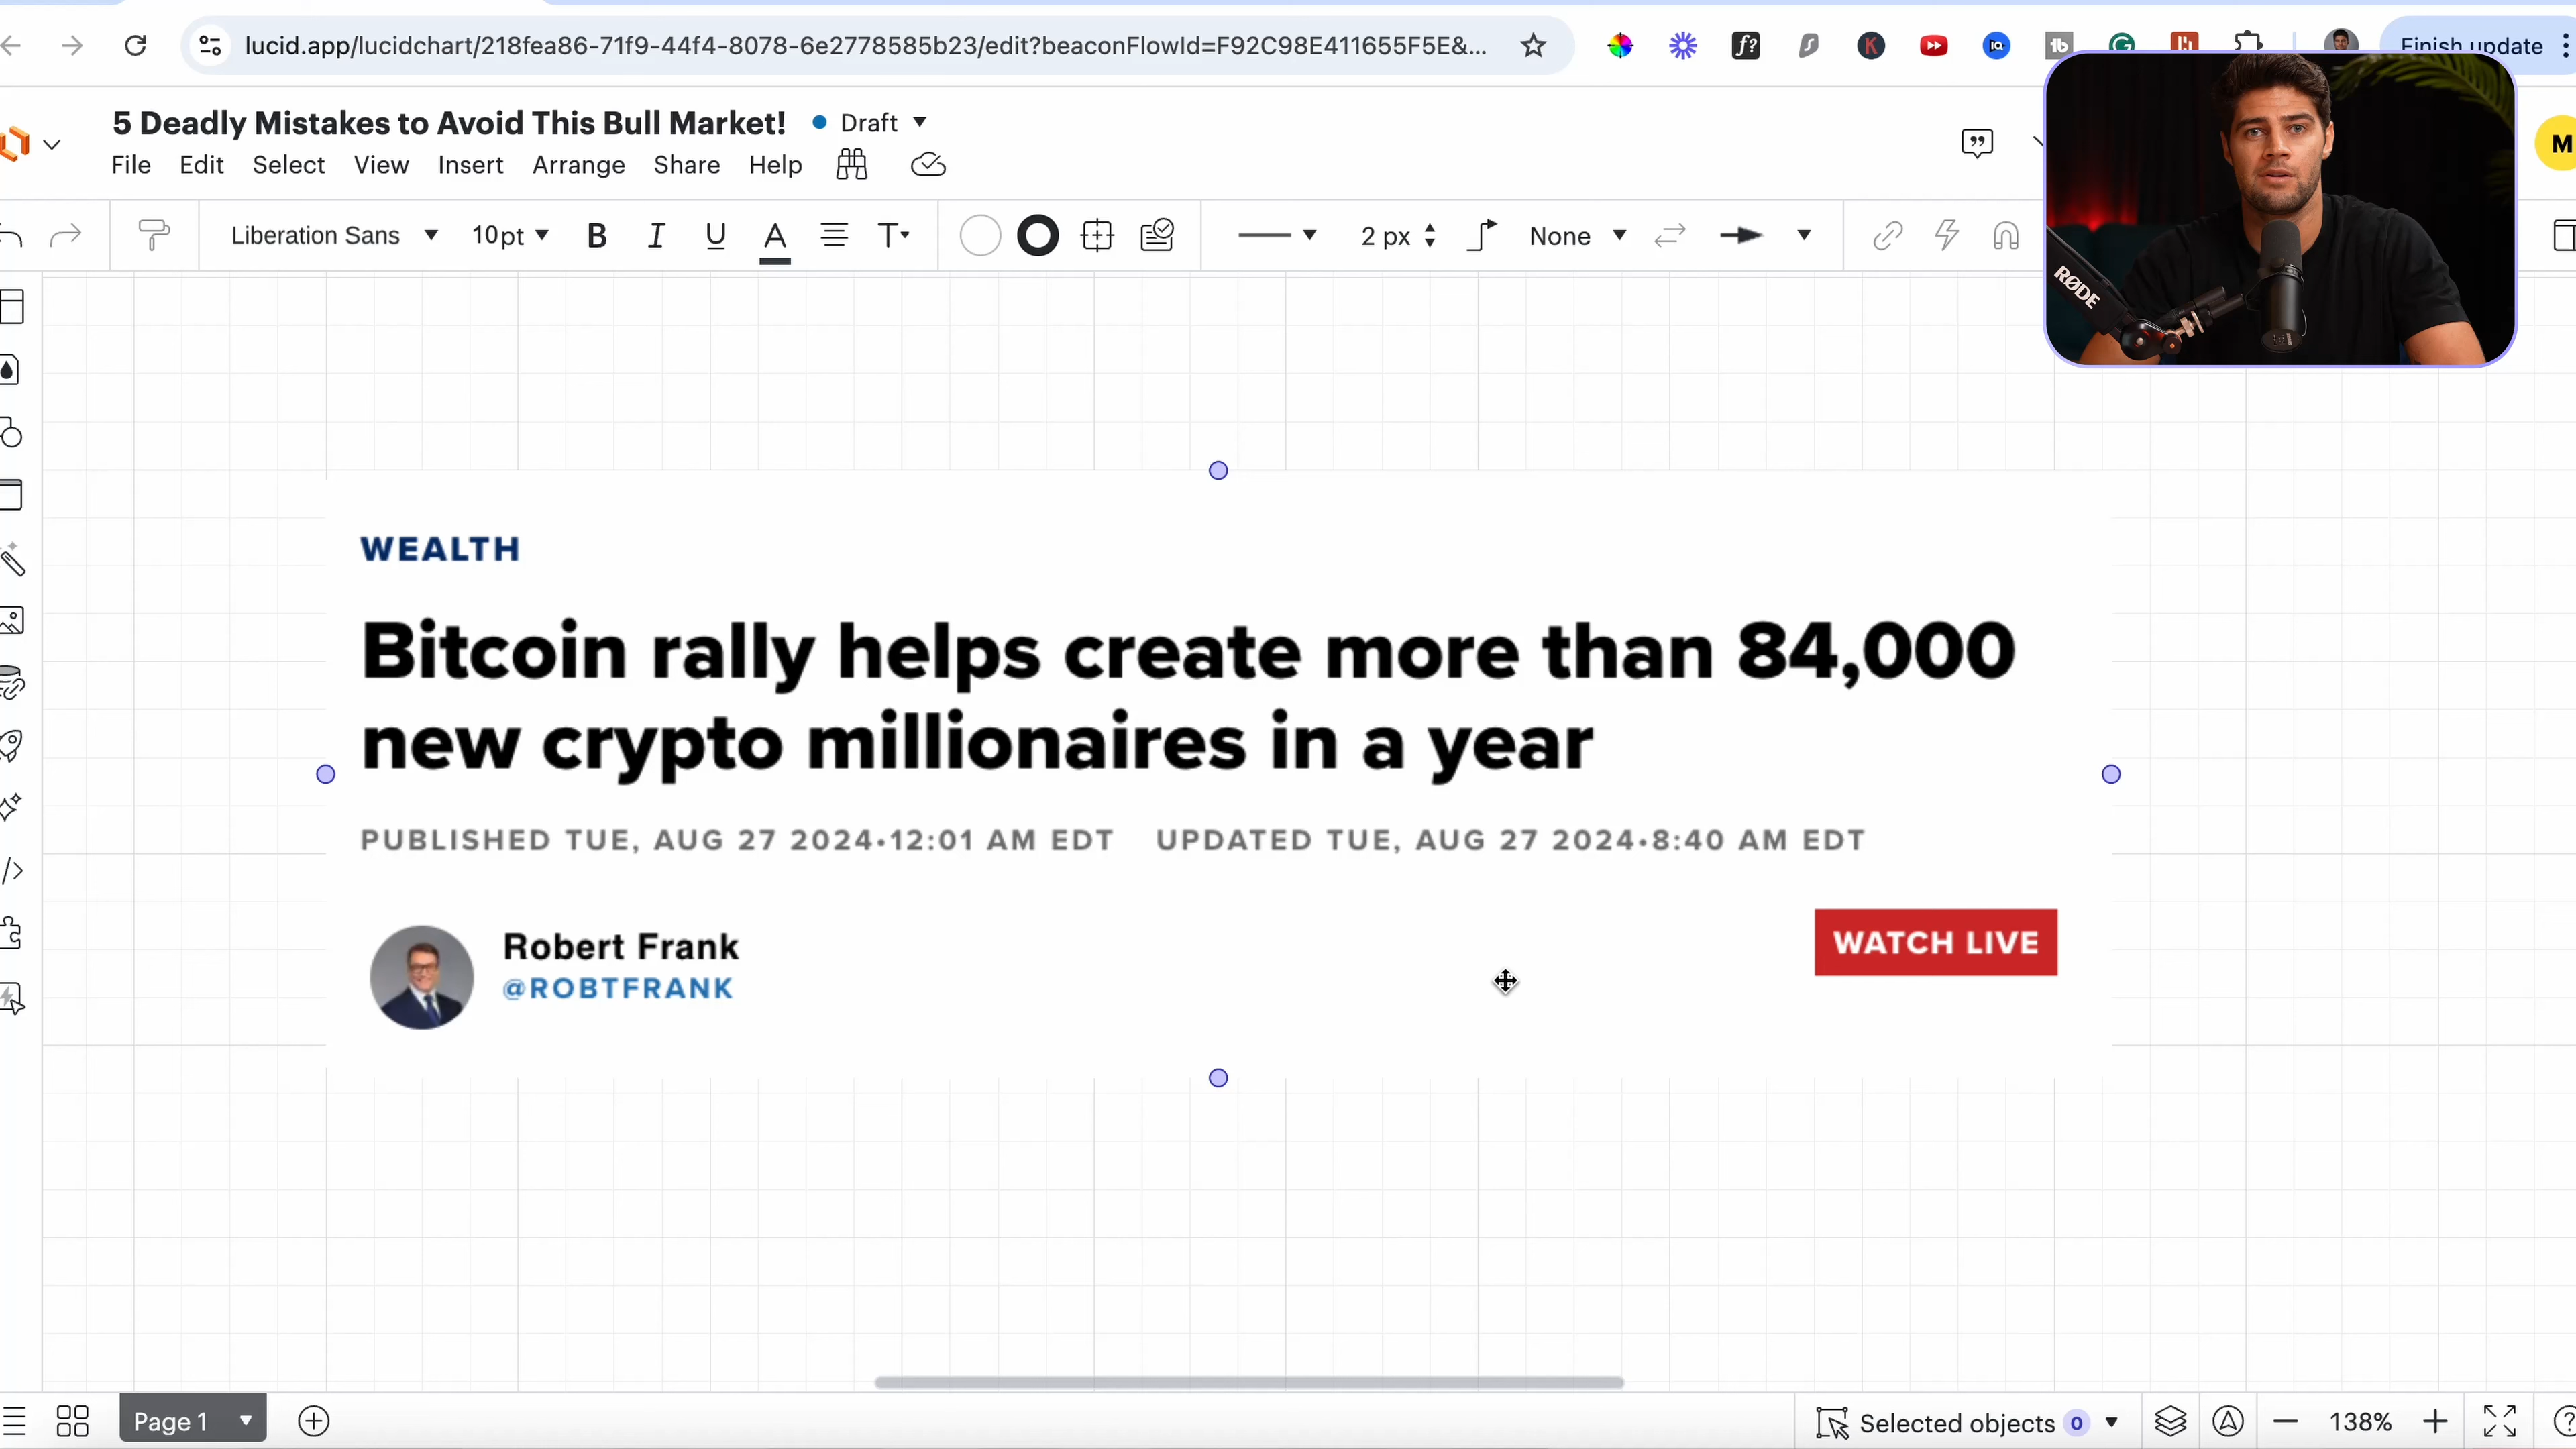 lucid.app/lucidchart/218fea86-71f9-44f4-8078-6e2778585b23/edit?beaconFlowId=F92C98E411655F5E&...
Finish update
5 Deadly Mistakes to Avoid This Bull Market! Draft
File Edit Select View Insert Arrange Share Help
M
Liberation Sans 10pt B I U A T 2 px None
RØDE
WEALTH
Bitcoin rally helps create more than 84,000
new crypto millionaires in a year
PUBLISHED TUE, AUG 27 2024•12:01 AM EDT UPDATED TUE, AUG 27 2024•8:40 AM EDT
Robert Frank
@ROBTFRANK
WATCH LIVE
Page 1
Selected objects 0 138%